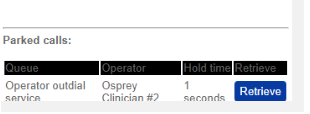 Parked calls:
Queue Operator Hold time Retrieve
Operator outdial Osprey 1 Retrieve
service Clinician #2 seconds